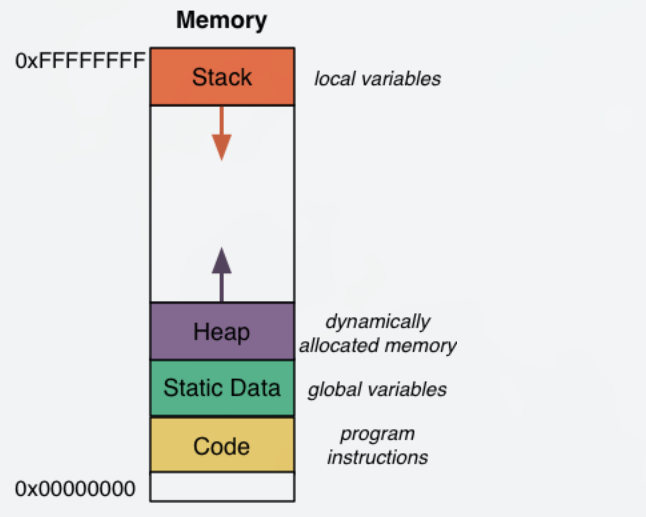 Memory
0xFFFFFFFF
Stack
local variables
Heap
dynamically
allocated memory
Static Data
global variables
Code
program
instructions
0x00000000